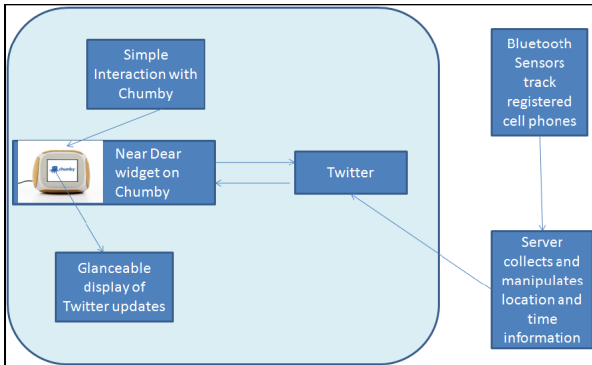 Simple
Interaction with
Chumby
Bluetooth
Sensors
track
registered
cell phones
chumby
Near Dear
widget on
Chumby
Twitter
Glanceable
display of
Twitter updates
Server
collects and
manipulates
location and
time
information